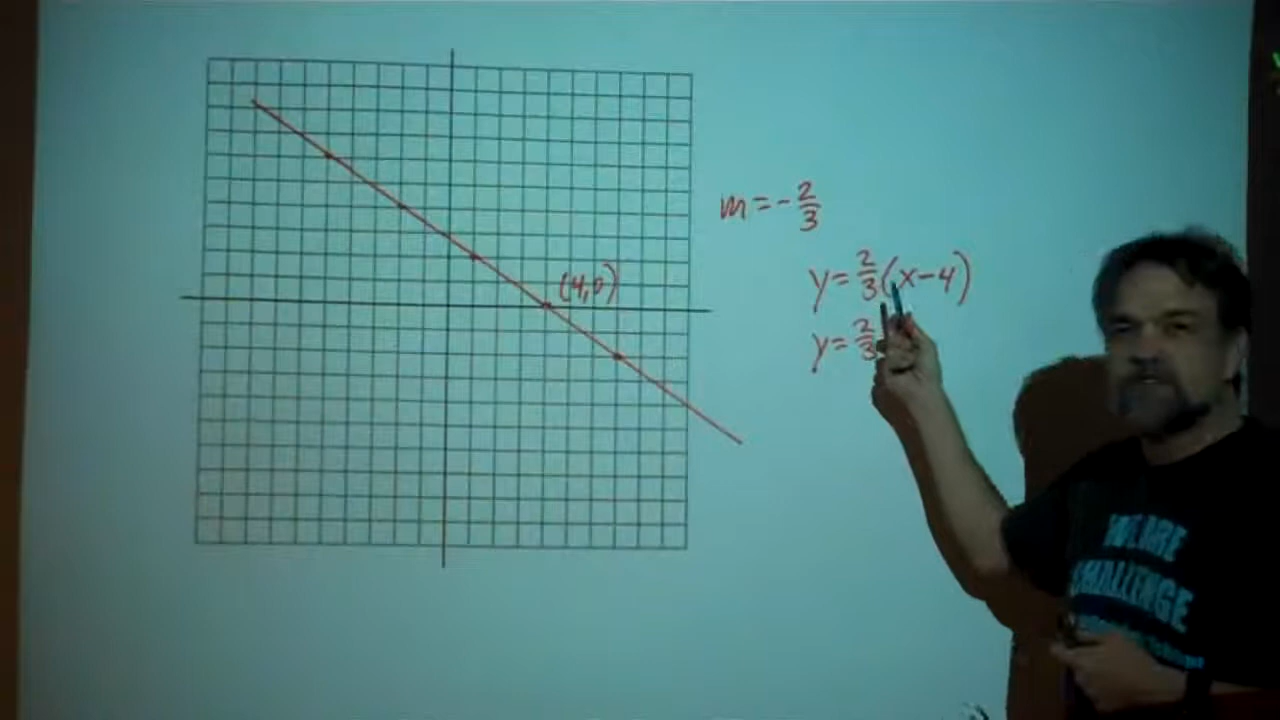 m = -2/3
y = 2/3(x-4)
(4,0)
y = 2/3
WE ARE
CHALLENGE